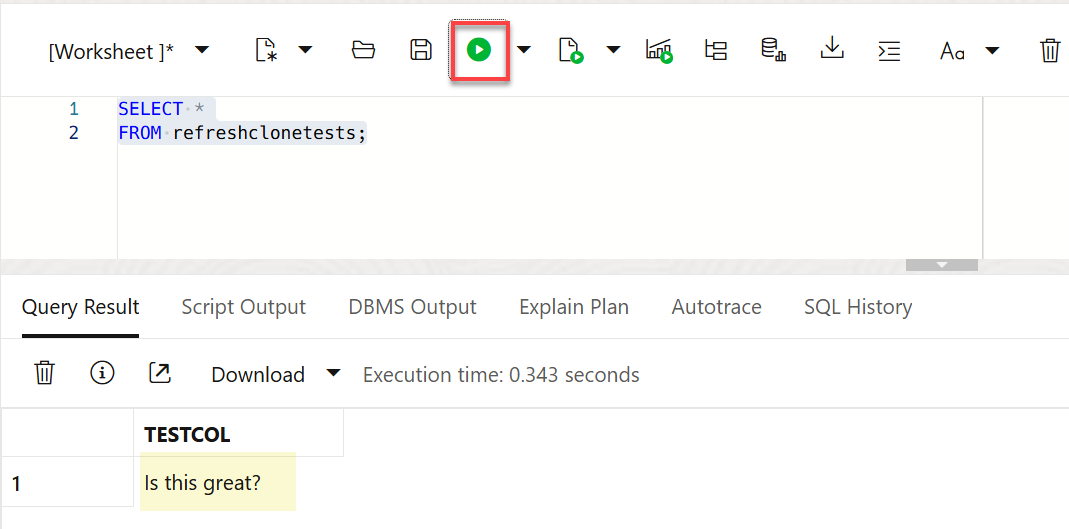 [Worksheet ]*
Aa
1 SELECT *
2 FROM refreshclonetests;
Query Result Script Output DBMS Output Explain Plan Autotrace SQL History
Download Execution time: 0.343 seconds
TESTCOL
1 Is this great?